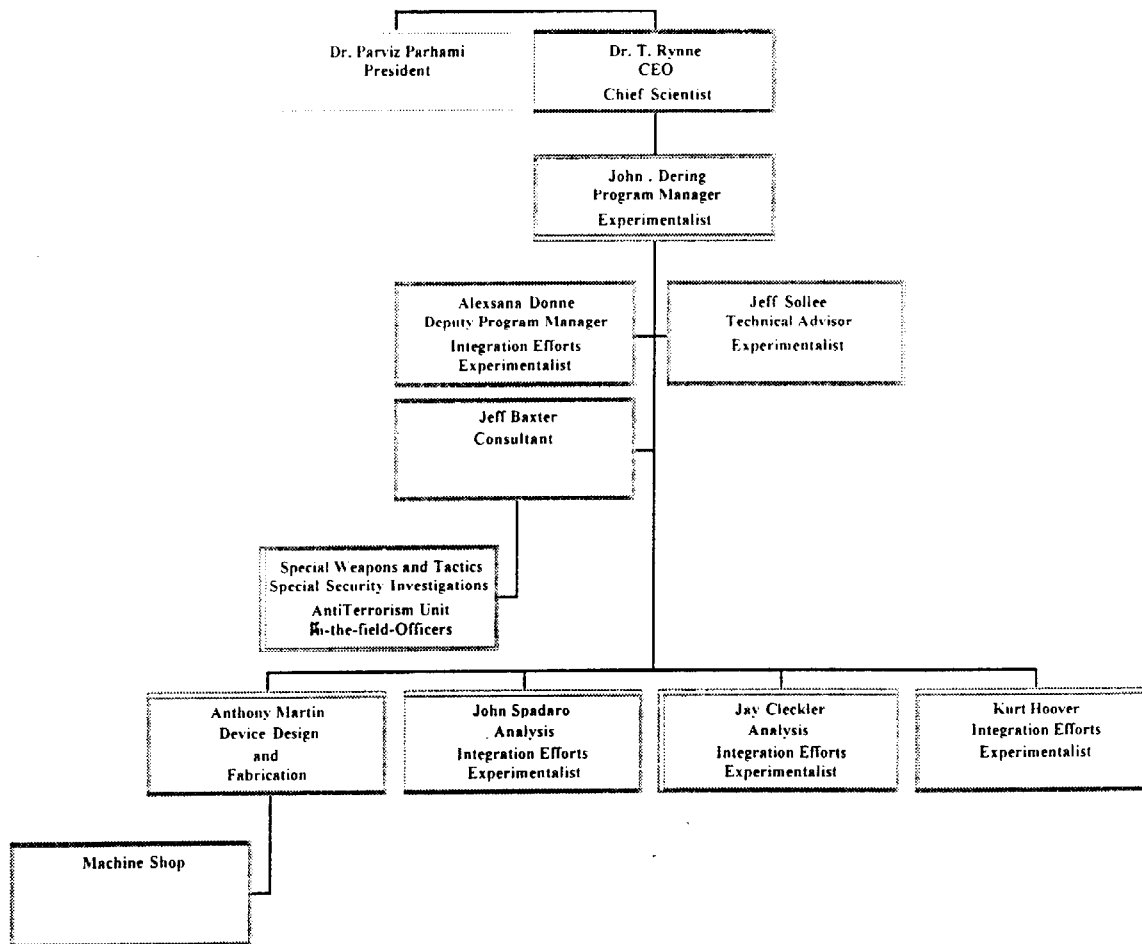 Dr. Parviz Parhami
President
Dr. T. Rynne
CEO
Chief Scientist
John . Dering
Program Manager
Experimentalist
Alexsana Donne
Deputy Program Manager
Integration Efforts
Experimentalist
Jeff Sollee
Technical Advisor
Experimentalist
Jeff Baxter
Consultant
Special Weapons and Tactics
Special Security Investigations
AntiTerrorism Unit
In-the-field-Officers
Anthony Martin
Device Design
and
Fabrication
John Spadaro
Analysis
Integration Efforts
Experimentalist
Jay Cleckler
Analysis
Integration Efforts
Experimentalist
Kurt Hoover
Integration Efforts
Experimentalist
Machine Shop